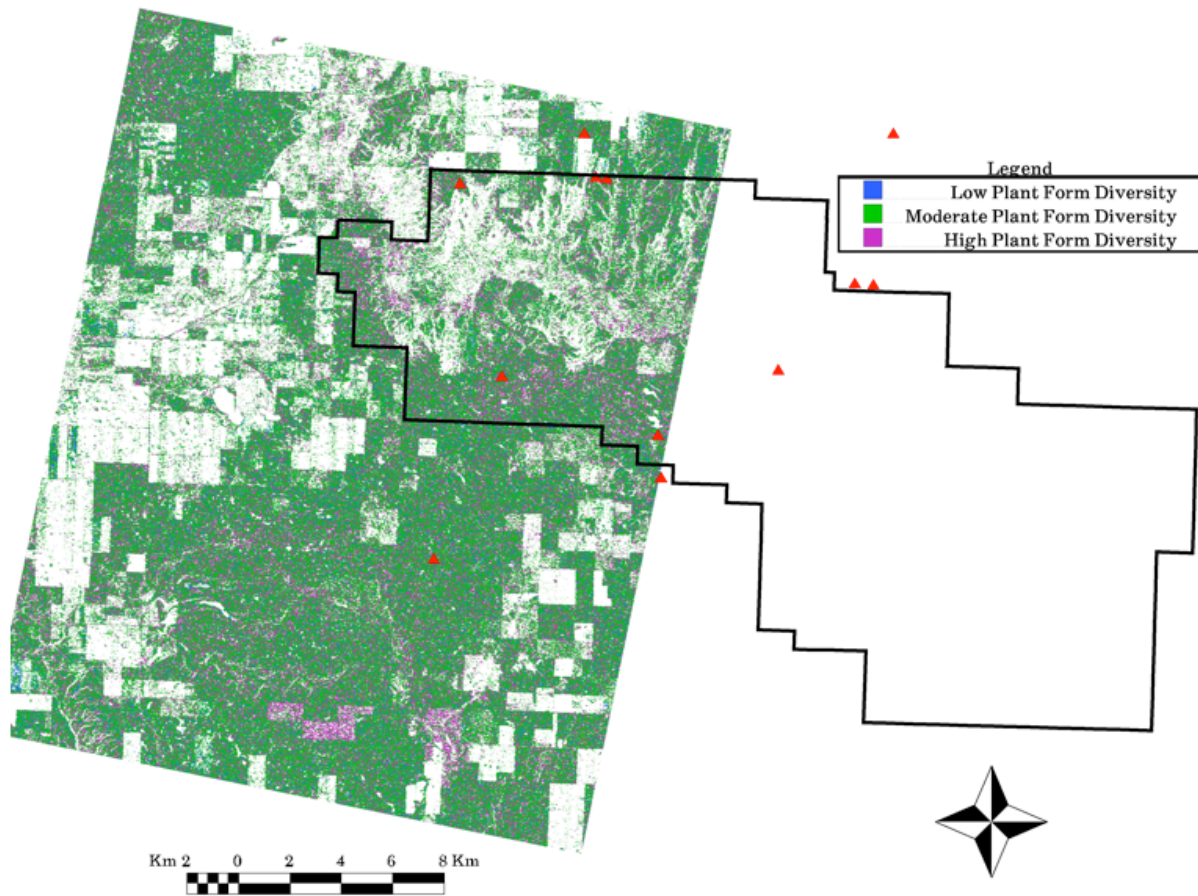 Legend
Low Plant Form Diversity
Moderate Plant Form Diversity
High Plant Form Diversity
Km 2 0 2 4 6 8 Km